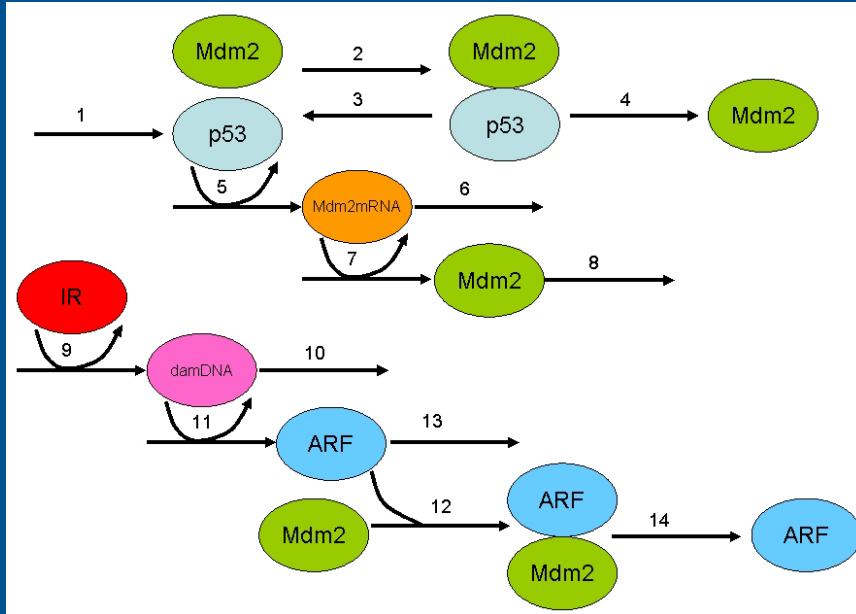 Mdm2
2
Mdm2
1
p53
3
p53
4
Mdm2
5
Mdm2mRNA
6
7
Mdm2
8
IR
9
damDNA
10
11
ARF
13
Mdm2
12
ARF
Mdm2
14
ARF